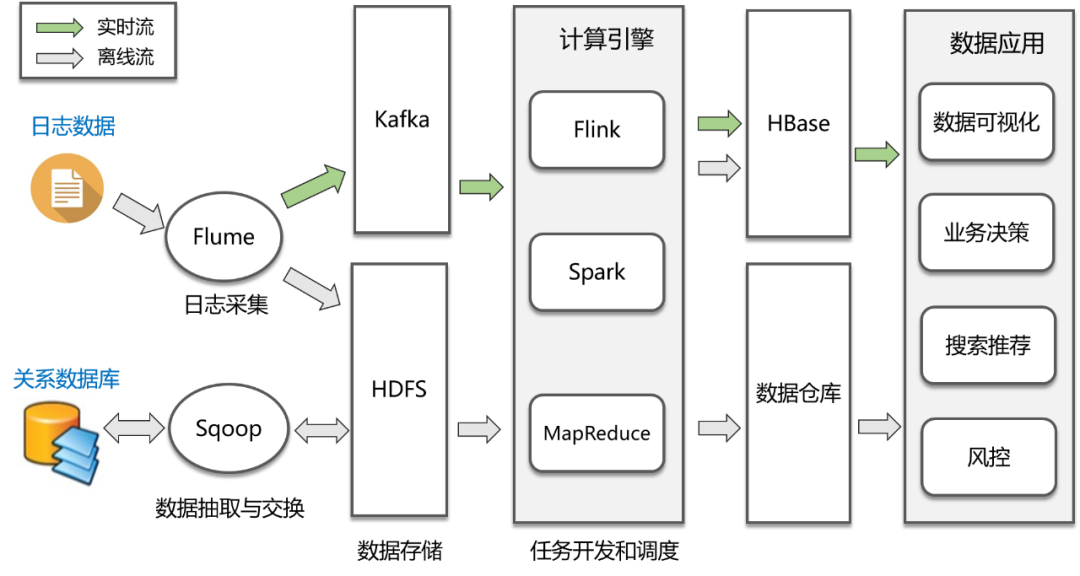 实时流
离线流
日志数据
Flume
日志采集
关系数据库
Sqoop
数据抽取与交换
Kafka
HDFS
数据存储
计算引擎
Flink
Spark
MapReduce
任务开发和调度
HBase
数据仓库
数据应用
数据可视化
业务决策
搜索推荐
风控